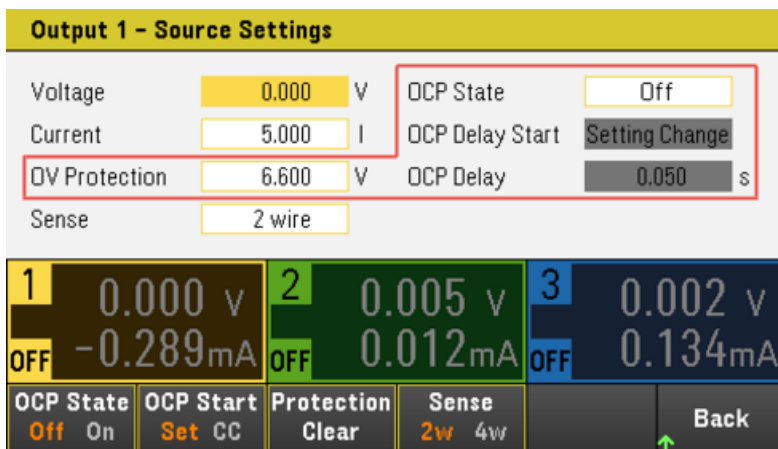 Output 1 - Source Settings
Voltage 0.000 V OCP State Off
Current 5.000 I OCP Delay Start Setting Change
OV Protection 6.600 V OCP Delay 0.050 s
Sense 2 wire
1 0.000 V 2 0.005 V 3 0.002 V
OFF -0.289mA OFF 0.012mA OFF 0.134mA
OCP State OCP Start Protection Sense
Off On Set CC Clear 2w 4w Back